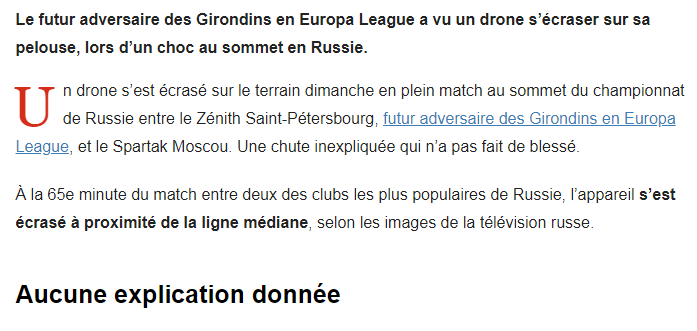 Le futur adversaire des Girondins en Europa League a vu un drone s’écraser sur sa
pelouse, lors d’un choc au sommet en Russie.
Un drone s’est écrasé sur le terrain dimanche en plein match au sommet du championnat
de Russie entre le Zénith Saint-Pétersbourg, futur adversaire des Girondins en Europa
League, et le Spartak Moscou. Une chute inexpliquée qui n’a pas fait de blessé.
À la 65e minute du match entre deux des clubs les plus populaires de Russie, l’appareil s’est
écrasé à proximité de la ligne médiane, selon les images de la télévision russe.
Aucune explication donnée